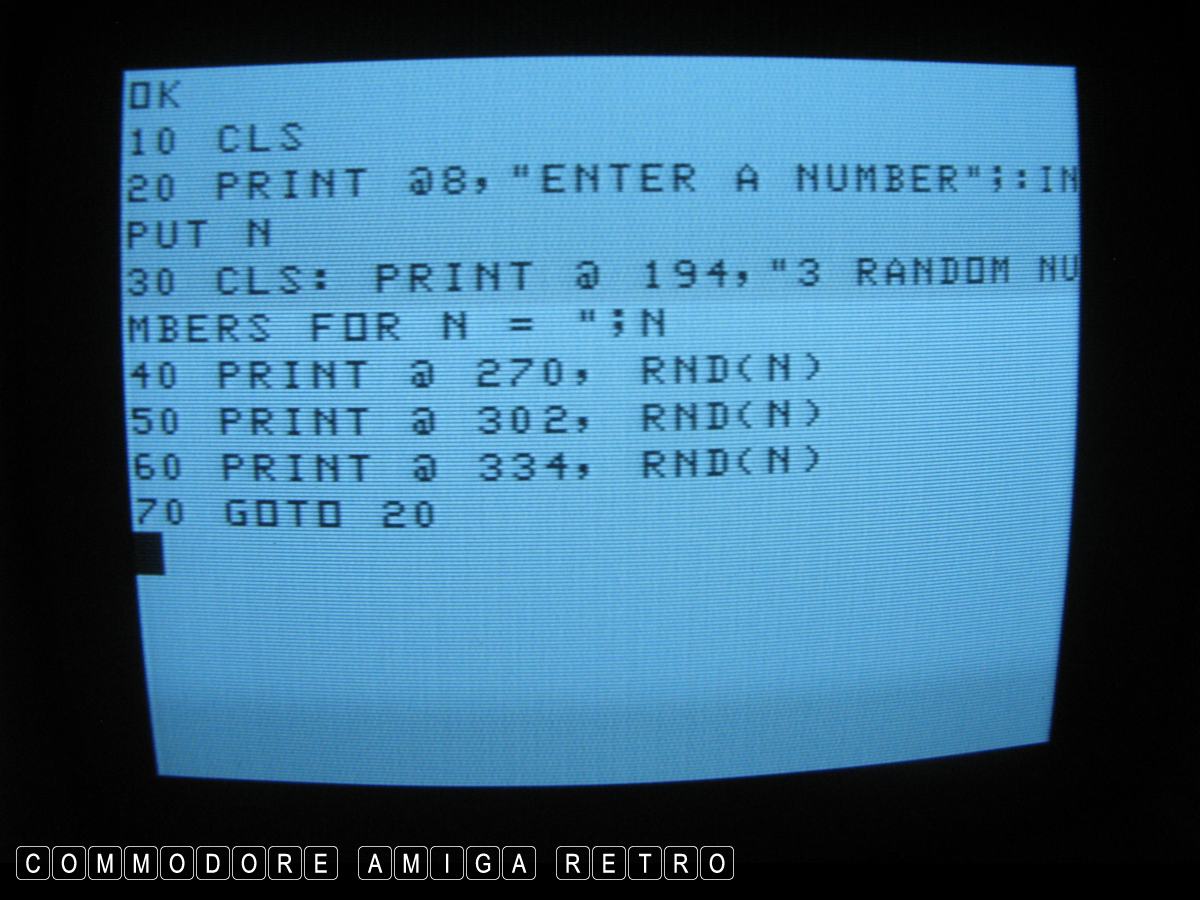 OK
10 CLS
20 PRINT @8,"ENTER A NUMBER";:IN
PUT N
30 CLS: PRINT @ 194,"3 RANDOM NU
MBERS FOR N = ";N
40 PRINT @ 270, RND(N)
50 PRINT @ 302, RND(N)
60 PRINT @ 334, RND(N)
70 GOTO 20
COMMODORE AMIGA RETRO